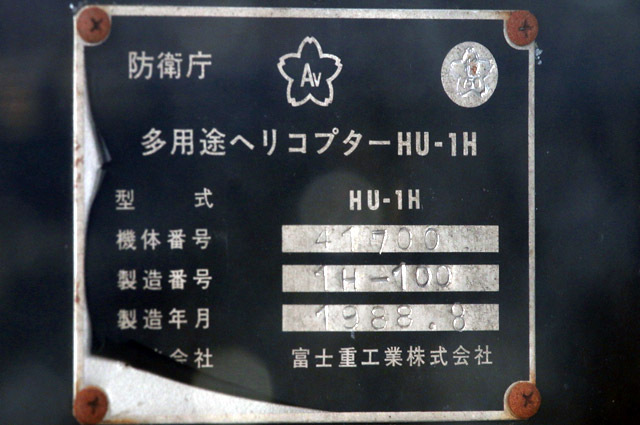 防衛庁 Av
多用途ヘリコプターHU-1H
型 式 HU-1H
機体番号 41700
製造番号 1H-100
製造年月 1988.8
会社 富士重工業株式会社